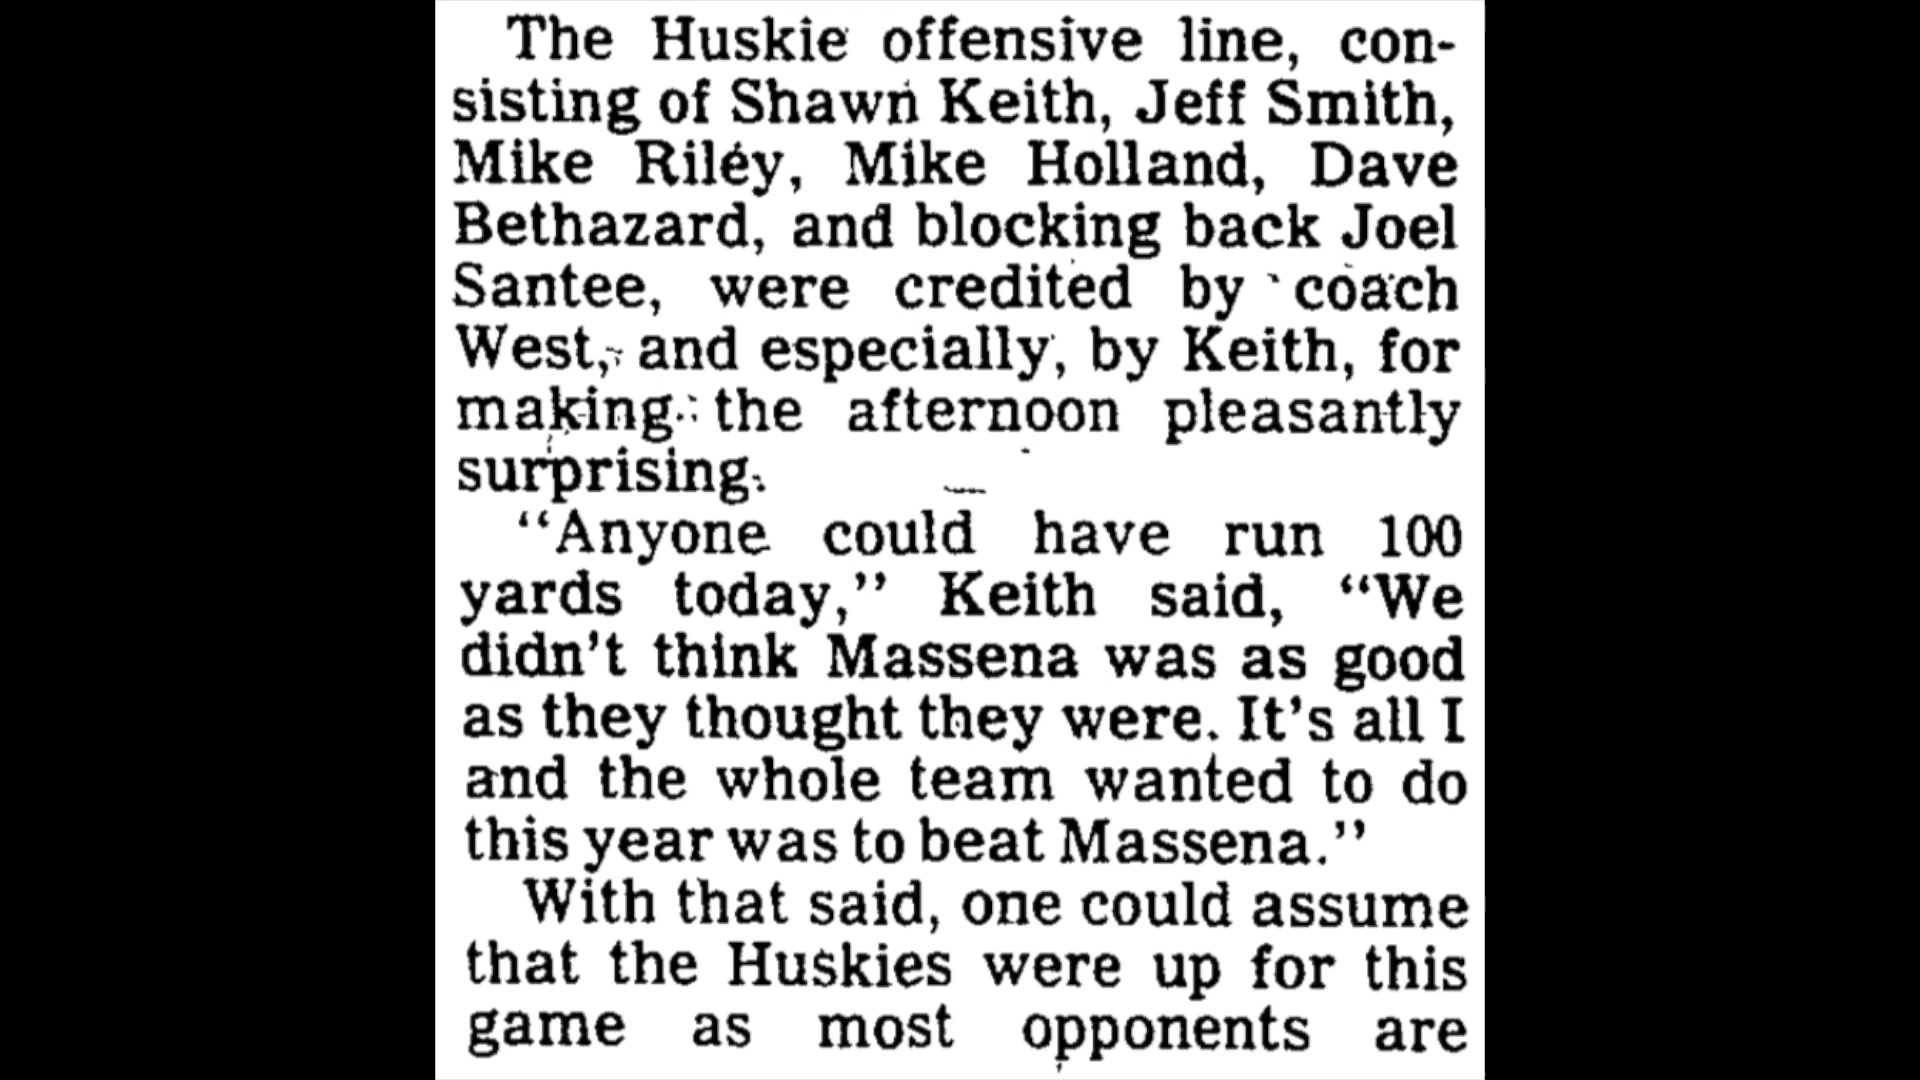 The Huskie offensive line, con-
sisting of Shawn Keith, Jeff Smith,
Mike Riley, Mike Holland, Dave
Bethazard, and blocking back Joel
Santee, were credited by coach
West, and especially, by Keith, for
making the afternoon pleasantly
surprising.
“Anyone could have run 100
yards today,” Keith said, “We
didn't think Massena was as good
as they thought they were. It's all I
and the whole team wanted to do
this year was to beat Massena.”
With that said, one could assume
that the Huskies were up for this
game as most opponents are